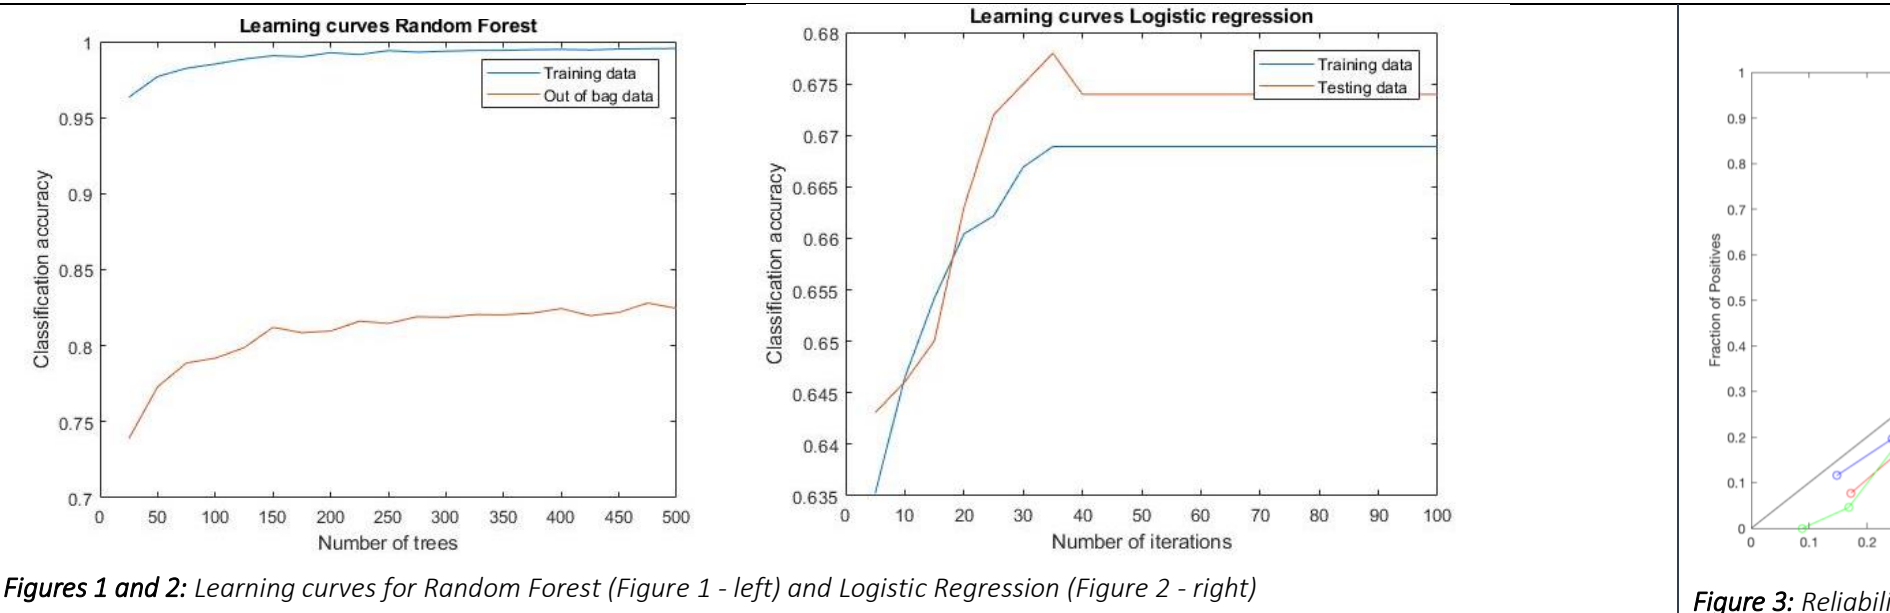 Learning curves Random Forest
1
0.95
0.9
0.85
0.8
0.75
0.7
0 50 100 150 200 250 300 350 400 450 500
Classification accuracy
Number of trees
Training data
Out of bag data
Learning curves Logistic regression
0.68
0.675
0.67
0.665
0.66
0.655
0.65
0.645
0.64
0.635
0 10 20 30 40 50 60 70 80 90 100
Classification accuracy
Number of iterations
Training data
Testing data
Figures 1 and 2: Learning curves for Random Forest (Figure 1 - left) and Logistic Regression (Figure 2 - right)
1
0.9
0.8
0.7
0.6
0.5
0.4
0.3
0.2
0.1
0
0 0.1 0.2
Fraction of Positives
Figure 3: Reliabili